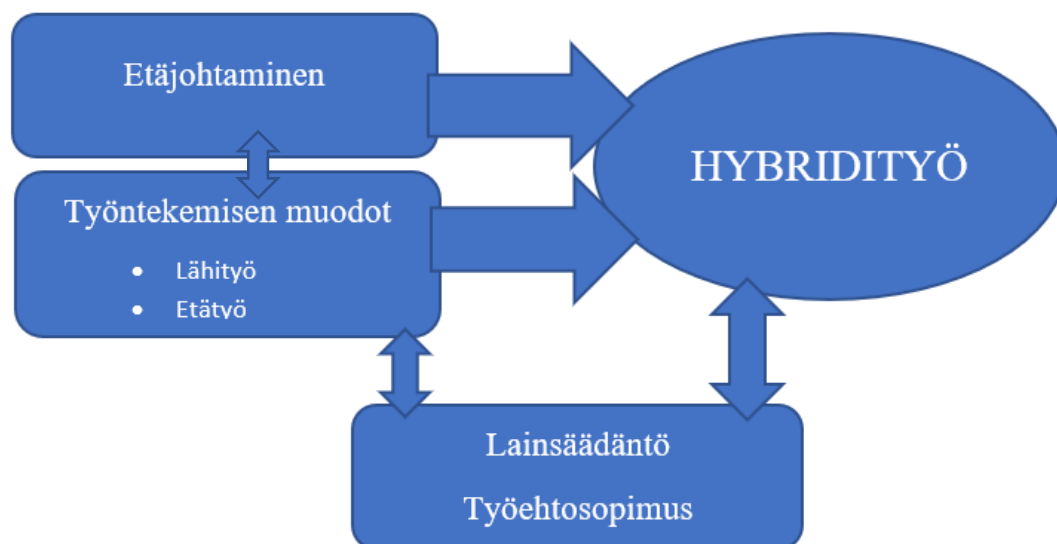 Etäjohtaminen
HYBRIDITYÖ
Työntekemisen muodot
• Lähityö
• Etätyö
Lainsäädäntö
Työehtosopimus